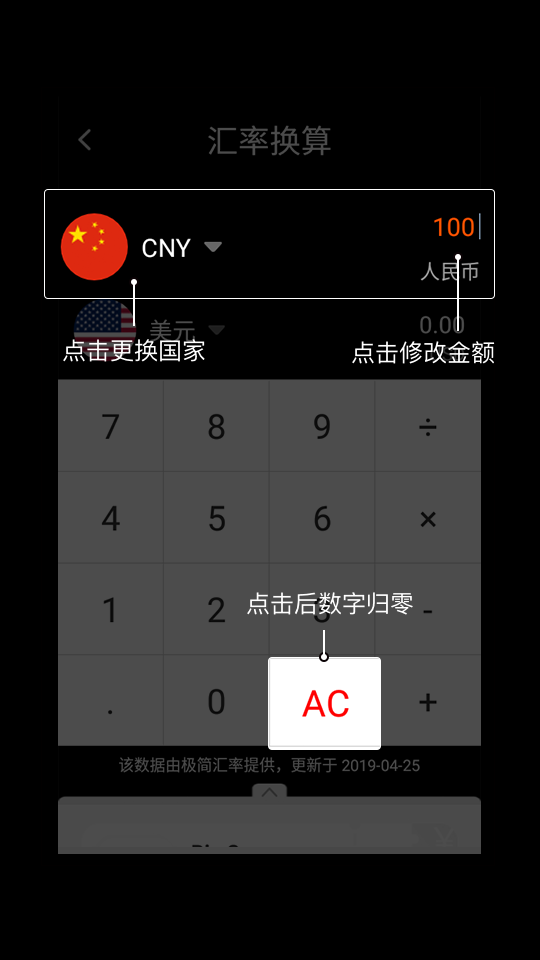 汇率换算
CNY
100
人民币
美元
0.00
点击更换国家
点击修改金额
7 8 9 ÷
4 5 6 ×
1 2 3 -
点击后数字归零
. 0 AC +
该数据由极简汇率提供，更新于 2019-04-25